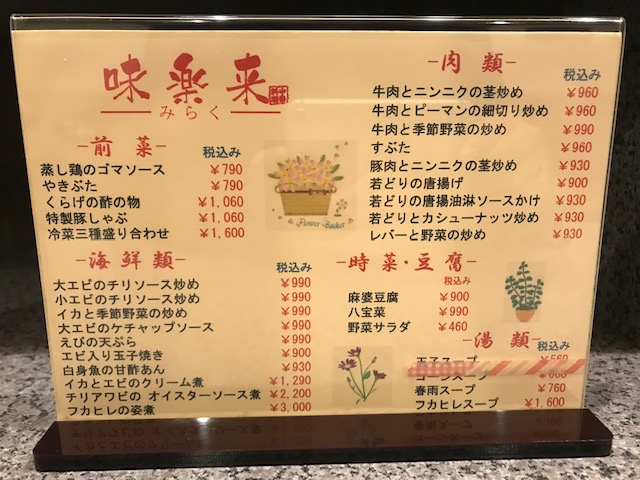 味楽来
みらく
－前菜－ 税込み
蒸し鶏のゴマソース ￥790
やきぶた ￥790
くらげの酢の物 ￥1,060
特製豚しゃぶ ￥1,060
冷菜三種盛り合わせ ￥1,600
Flower Basket
－海鮮類－ 税込み
大エビのチリソース炒め ￥990
小エビのチリソース炒め ￥990
イカと季節野菜の炒め ￥990
大エビのケチャップソース ￥990
えびの天ぷら ￥990
エビ入り玉子焼き ￥900
白身魚の甘酢あん ￥930
イカとエビのクリーム煮 ￥1,290
チリアワビの オイスターソース煮 ￥2,200
フカヒレの姿煮 ￥3,000
－肉類－
税込み
牛肉とニンニクの茎炒め ￥960
牛肉とピーマンの細切り炒め ￥960
牛肉と季節野菜の炒め ￥990
すぶた ￥960
豚肉とニンニクの茎炒め ￥930
若どりの唐揚げ ￥900
若どりの唐揚油淋ソースかけ ￥930
若どりとカシューナッツ炒め ￥930
レバーと野菜の炒め ￥930
－時菜・豆腐－
税込み
麻婆豆腐 ￥900
八宝菜 ￥900
野菜サラダ ￥460
－湯類－
税込み
玉子スープ ￥560
コーンスープ ￥660
春雨スープ ￥760
フカヒレスープ ￥1,600